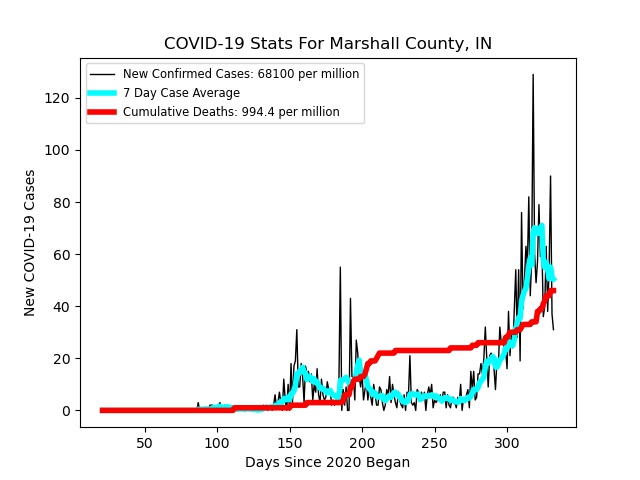 COVID-19 Stats For Marshall County, IN
New Confirmed Cases: 68100 per million
7 Day Case Average
Cumulative Deaths: 994.4 per million
New COVID-19 Cases
120
100
80
60
40
20
0
50 100 150 200 250 300
Days Since 2020 Began